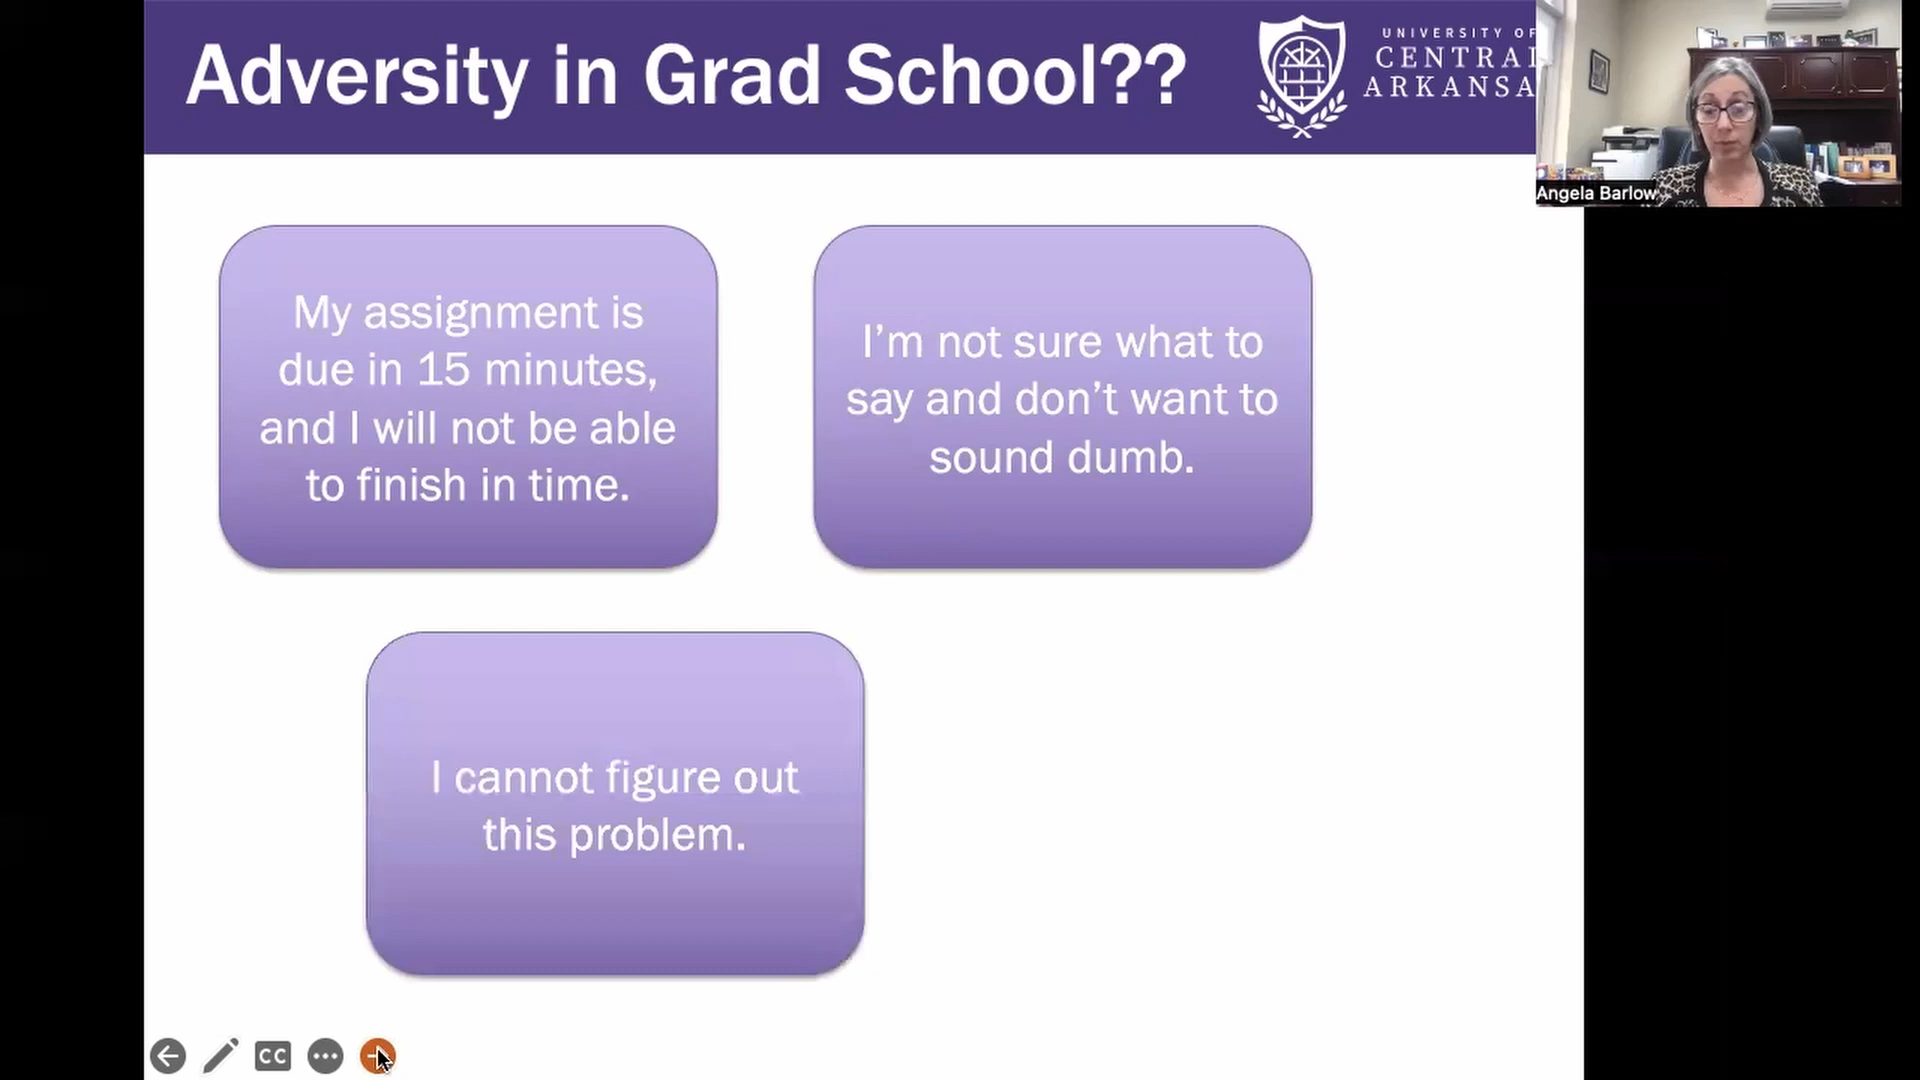 Adversity in Grad School??
UNIVERSITY OF
CENTRAL
ARKANSA
Angela Barlow
My assignment is
due in 15 minutes,
and I will not be able
to finish in time.
I'm not sure what to
say and don't want to
sound dumb.
I cannot figure out
this problem.
CC